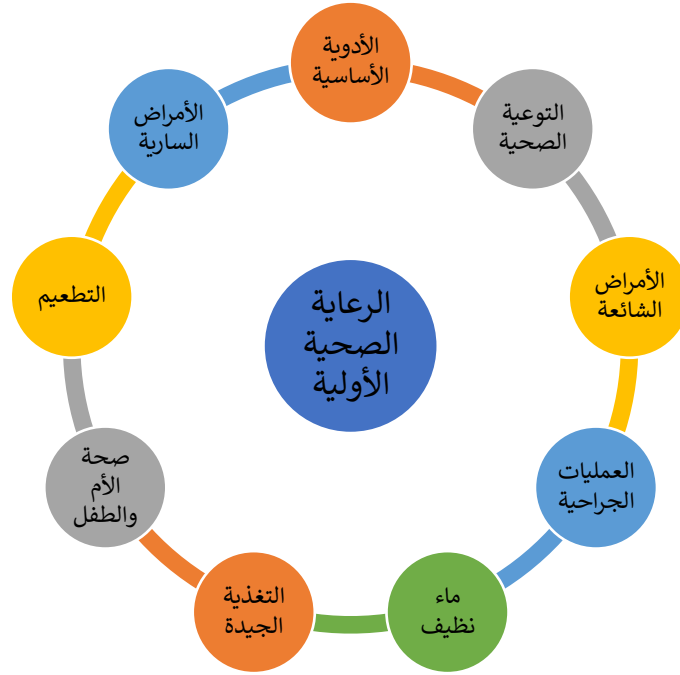 الأدوية
الأساسية
التوعية
الصحية
الأمراض
الشائعة
العمليات
الجراحية
ماء
نظيف
التغذية
الجيدة
صحة
الأم
والطفل
التطعيم
الأمراض
السارية
الرعاية
الصحية
الأولية